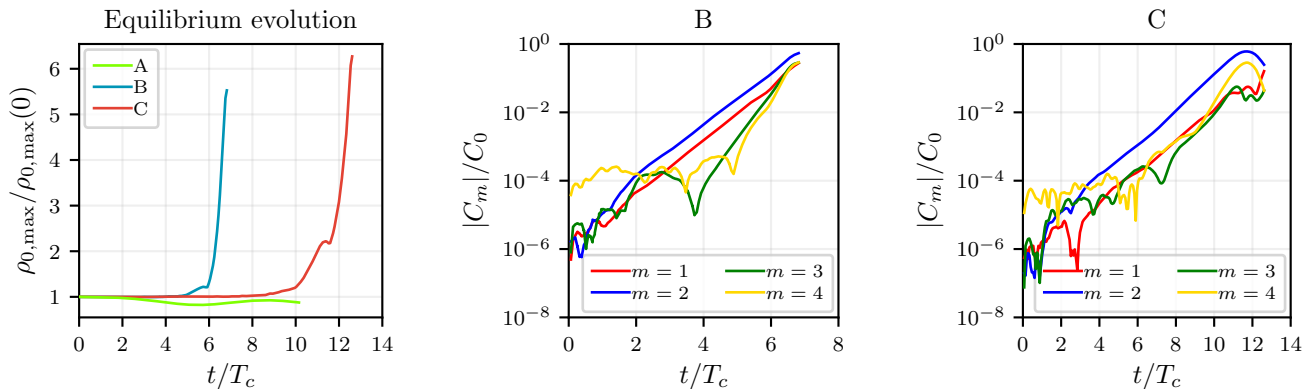 Equilibrium evolution
ρ0,max/ρ0,max(0)
6
5
4
3
2
1
A
B
C
0 2 4 6 8 10 12 14
t/Tc
B
|Cm|/C0
10^0
10^−2
10^−4
10^−6
10^−8
m = 1 m = 3
m = 2 m = 4
0 2 4 6 8
t/Tc
C
|Cm|/C0
10^0
10^−2
10^−4
10^−6
10^−8
m = 1 m = 3
m = 2 m = 4
0 2 4 6 8 10 12 14
t/Tc